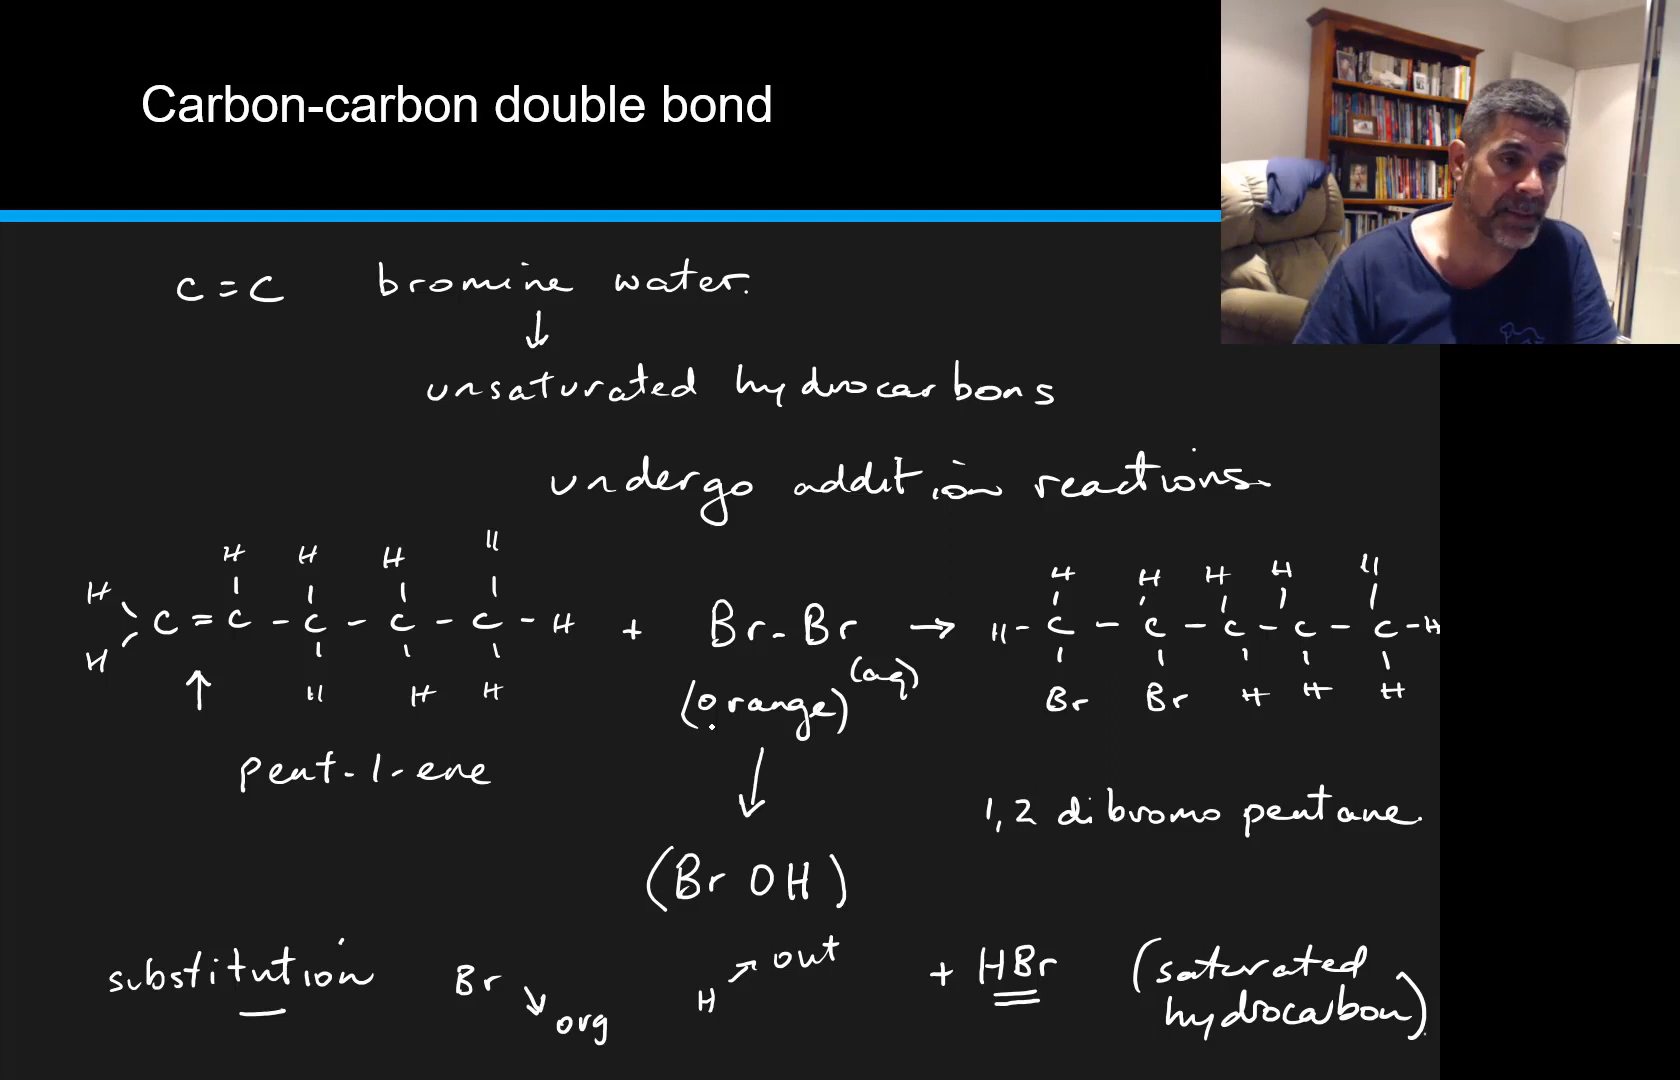 Carbon-carbon double bond
C = C bromine water.
↓
unsaturated hydrocarbons
undergo addition reactions.
H H H H
H
C = C - C - C - C - H + Br - Br → H - C - C - C - C - C - H
H
H H H
H H H H H
Br Br H H H
↑
(orange) (aq)
pent-1-ene
↓
1,2 dibromo pentane.
(Br OH)
substitution Br ↘ org H ↗ out + HBr (saturated
hydrocarbon)